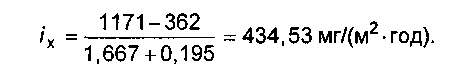 iₓ = (1171 – 362) / (1,667 + 0,195) = 434,53 мг/(м² · год).